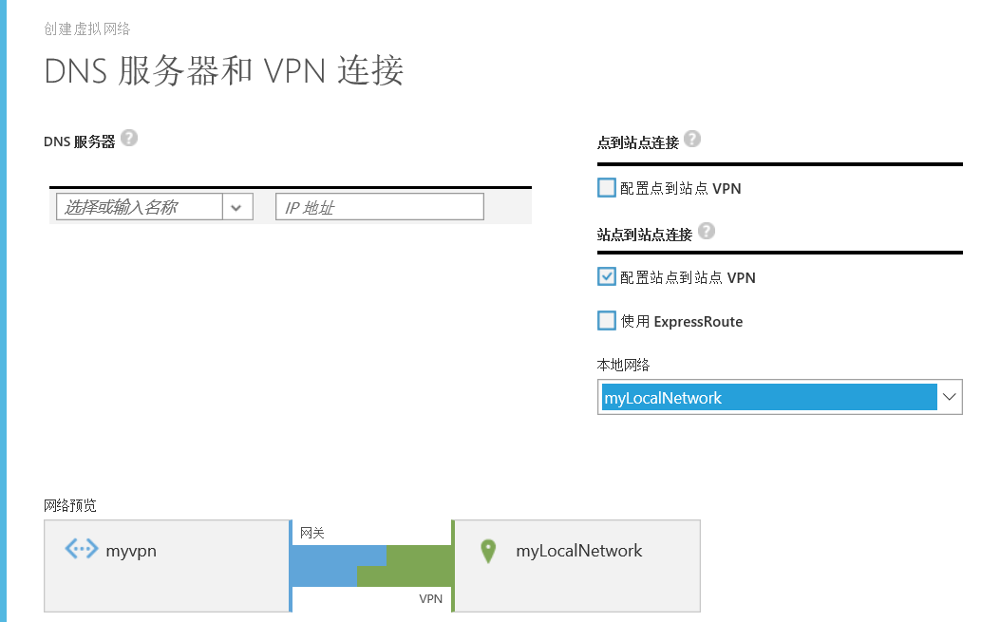 创建虚拟网络
DNS 服务器和 VPN 连接
DNS 服务器 ?
选择或输入名称
IP 地址
点到站点连接 ?
配置点到站点 VPN
站点到站点连接 ?
配置站点到站点 VPN
使用 ExpressRoute
本地网络
myLocalNetwork
网络预览
myvpn
网关
VPN
myLocalNetwork